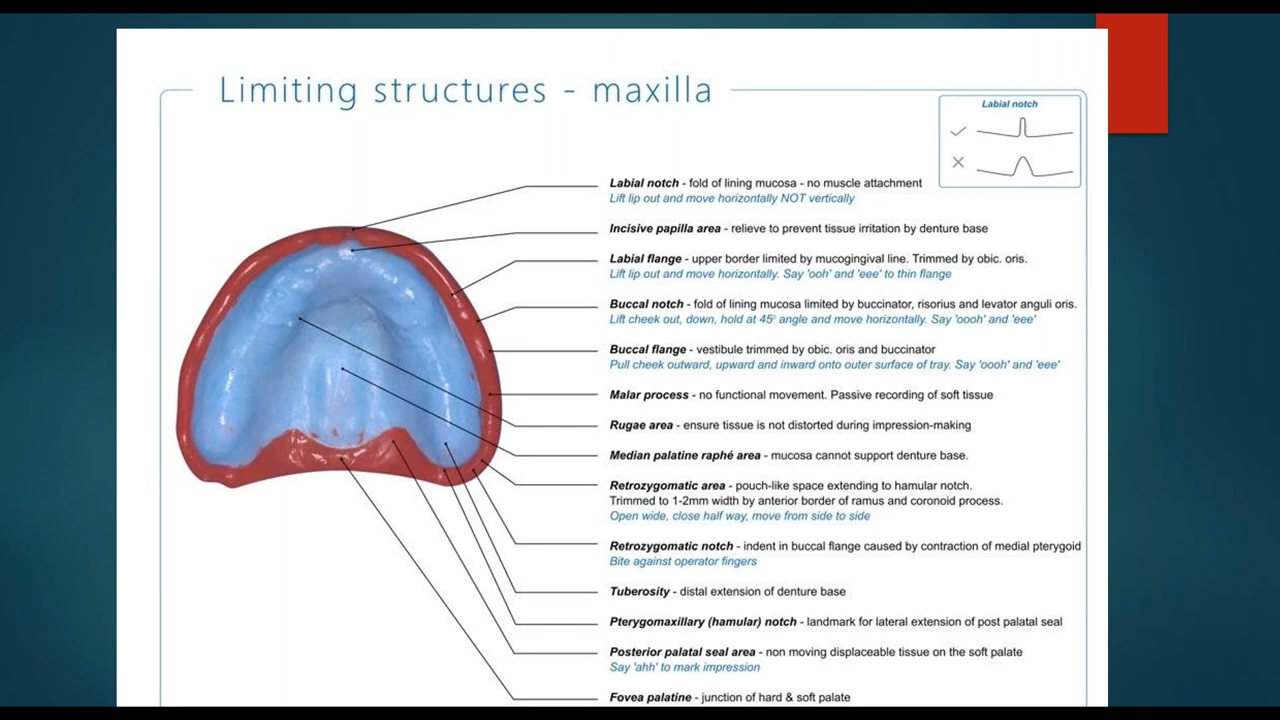 Limiting structures - maxilla
Labial notch
Labial notch - fold of lining mucosa - no muscle attachment
Lift lip out and move horizontally NOT vertically
Incisive papilla area - relieve to prevent tissue irritation by denture base
Labial flange - upper border limited by mucogingival line. Trimmed by obic. oris.
Lift lip out and move horizontally. Say 'ooh' and 'eee' to thin flange
Buccal notch - fold of lining mucosa limited by buccinator, risorius and levator anguli oris.
Lift cheek out, down, hold at 45⁰ angle and move horizontally. Say 'oooh' and 'eee'
Buccal flange - vestibule trimmed by obic. oris and buccinator
Pull cheek outward, upward and inward onto outer surface of tray. Say 'oooh' and 'eee'
Malar process - no functional movement. Passive recording of soft tissue
Rugae area - ensure tissue is not distorted during impression-making
Median palatine raphé area - mucosa cannot support denture base.
Retrozygomatic area - pouch-like space extending to hamular notch.
Trimmed to 1-2mm width by anterior border of ramus and coronoid process.
Open wide, close half way, move from side to side
Retrozygomatic notch - indent in buccal flange caused by contraction of medial pterygoid
Bite against operator fingers
Tuberosity - distal extension of denture base
Pterygomaxillary (hamular) notch - landmark for lateral extension of post palatal seal
Posterior palatal seal area - non moving displaceable tissue on the soft palate
Say 'ahh' to mark impression
Fovea palatine - junction of hard & soft palate